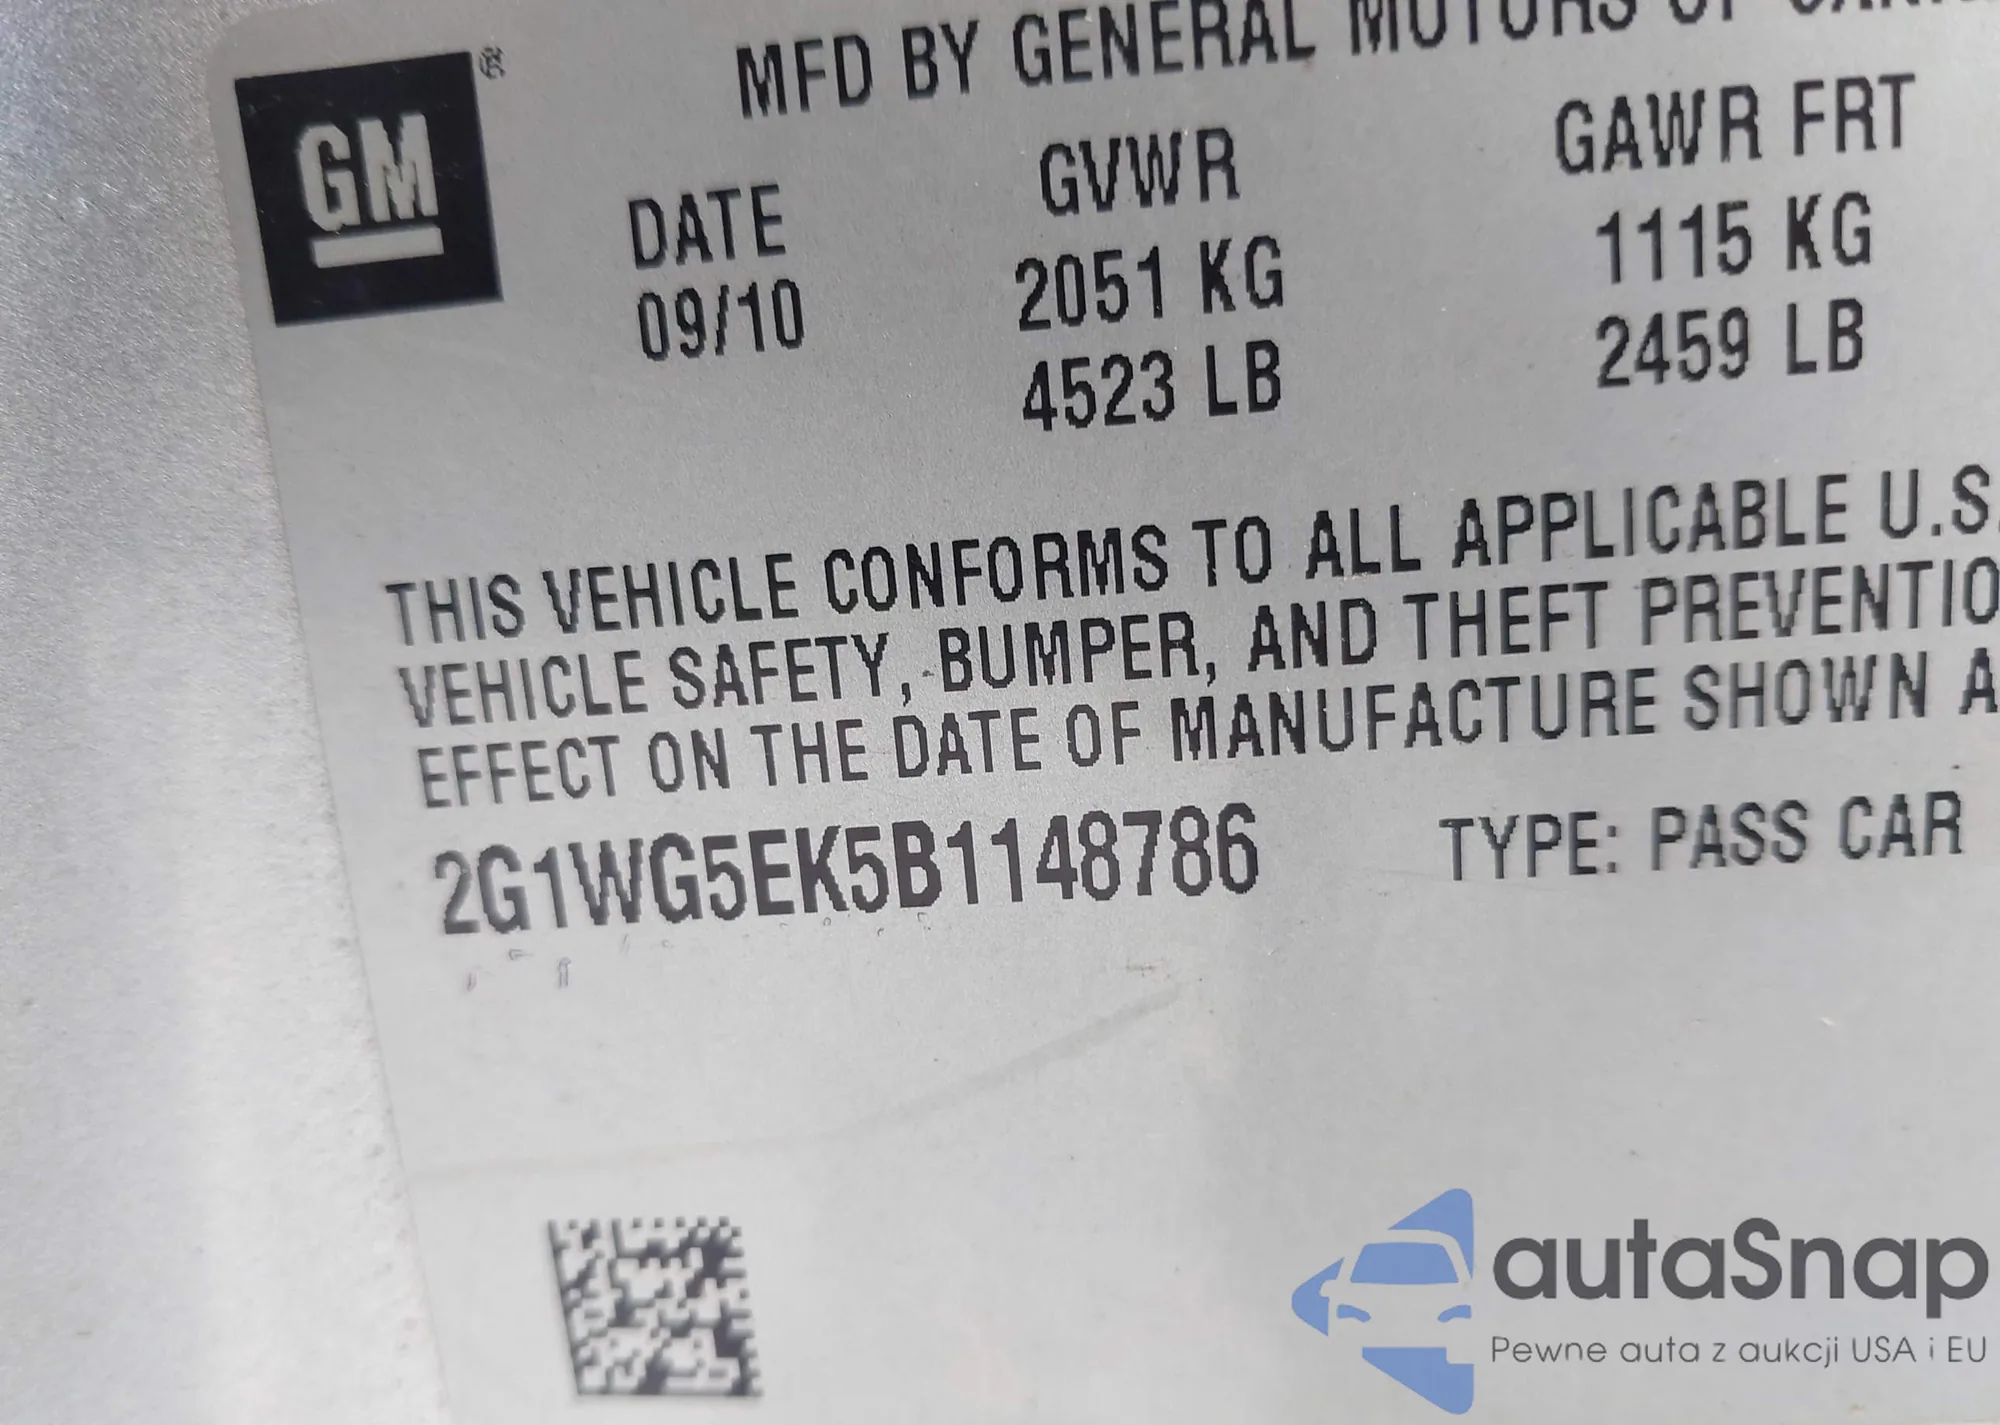 GM ®
MFD BY GENERAL MOTORS OF
DATE GVWR GAWR FRT
09/10 2051 KG 1115 KG
4523 LB 2459 LB
THIS VEHICLE CONFORMS TO ALL APPLICABLE U.S.
VEHICLE SAFETY, BUMPER, AND THEFT PREVENTIO
EFFECT ON THE DATE OF MANUFACTURE SHOWN A
2G1WG5EK5B1148786 TYPE: PASS CAR
autaSnap
Pewne auta z aukcji USA i EU